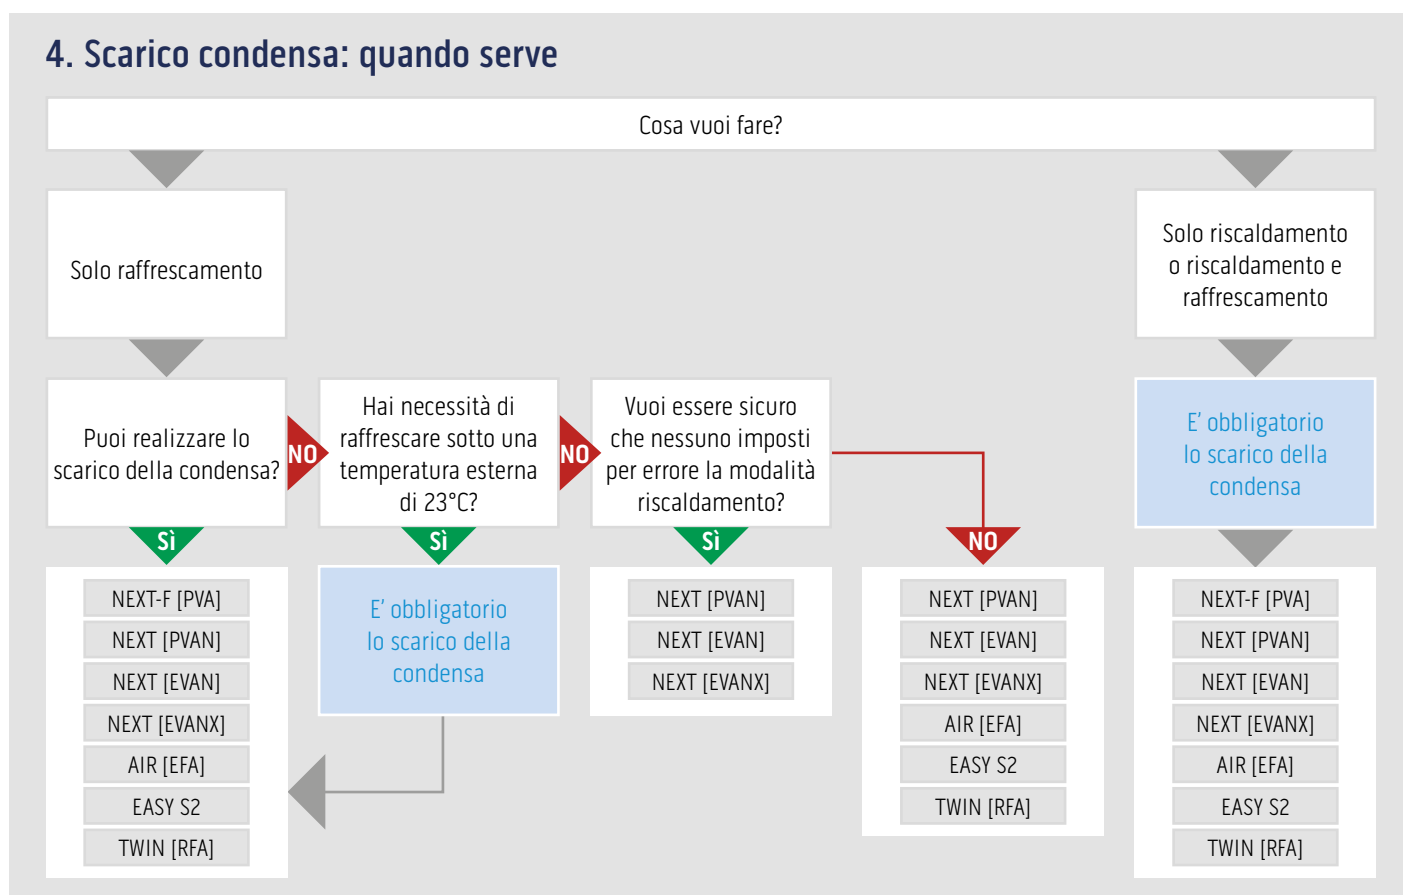 4. Scarico condensa: quando serve
Cosa vuoi fare?
Solo raffrescamento
Solo riscaldamento
o riscaldamento e
raffrescamento
Puoi realizzare lo
scarico della condensa?
NO
Hai necessità di
raffrescare sotto una
temperatura esterna
di 23°C?
NO
Vuoi essere sicuro
che nessuno imposti
per errore la modalità
riscaldamento?
E' obbligatorio
lo scarico della
condensa
Sì
Sì
Sì
NO
NEXT-F [PVA]
NEXT [PVAN]
NEXT [EVAN]
NEXT [EVANX]
AIR [EFA]
EASY S2
TWIN [RFA]
E' obbligatorio
lo scarico della
condensa
NEXT [PVAN]
NEXT [EVAN]
NEXT [EVANX]
NEXT [PVAN]
NEXT [EVAN]
NEXT [EVANX]
AIR [EFA]
EASY S2
TWIN [RFA]
NEXT-F [PVA]
NEXT [PVAN]
NEXT [EVAN]
NEXT [EVANX]
AIR [EFA]
EASY S2
TWIN [RFA]